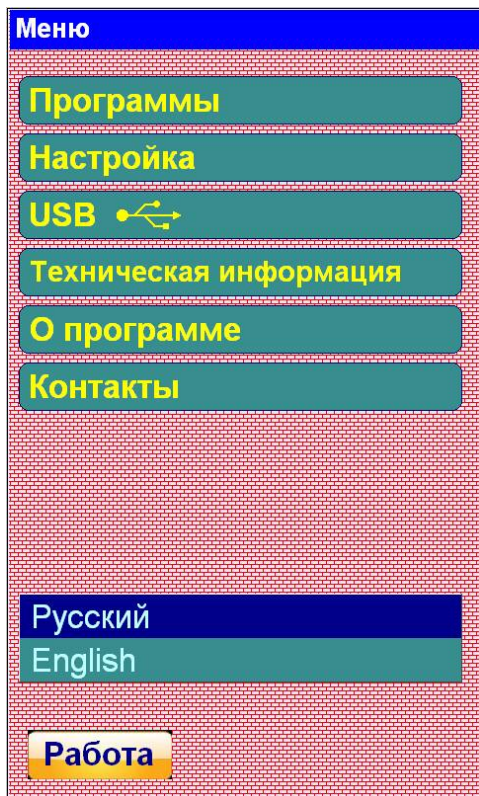 Меню
Программы
Настройка
USB
Техническая информация
О программе
Контакты
Русский
English
Работа